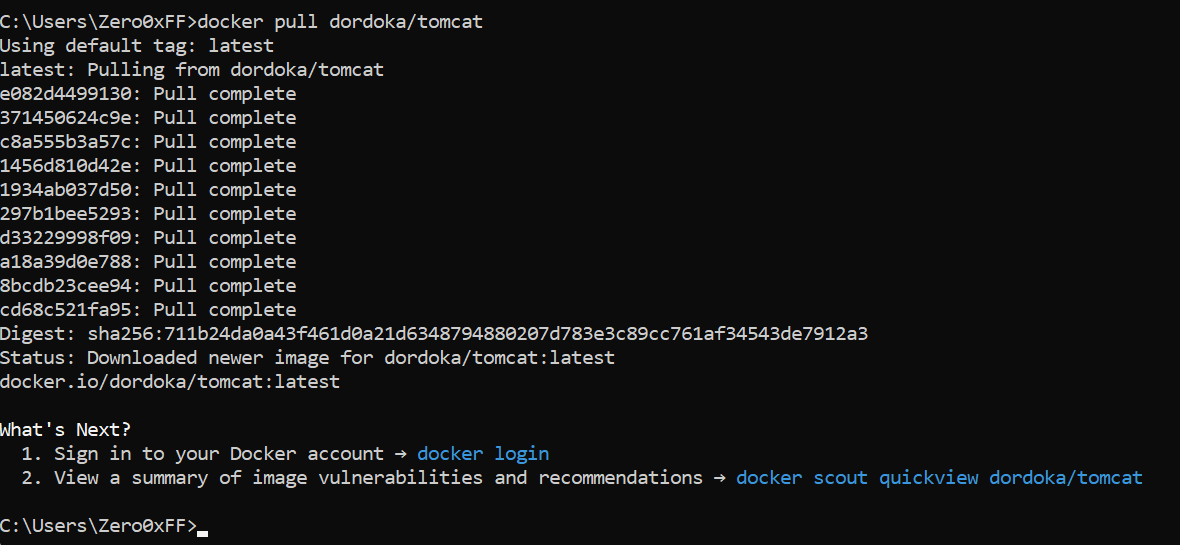 C:\Users\Zero0xFF>docker pull dordoka/tomcat
Using default tag: latest
latest: Pulling from dordoka/tomcat
e082d4499130: Pull complete
371450624c9e: Pull complete
c8a555b3a57c: Pull complete
1456d810d42e: Pull complete
1934ab037d50: Pull complete
297b1bee5293: Pull complete
d33229998f09: Pull complete
a18a39d0e788: Pull complete
8bcdb23cee94: Pull complete
cd68c521fa95: Pull complete
Digest: sha256:711b24da0a43f461d0a21d6348794880207d783e3c89cc761af34543de7912a3
Status: Downloaded newer image for dordoka/tomcat:latest
docker.io/dordoka/tomcat:latest
What's Next?
1. Sign in to your Docker account → docker login
2. View a summary of image vulnerabilities and recommendations → docker scout quickview dordoka/tomcat
C:\Users\Zero0xFF>